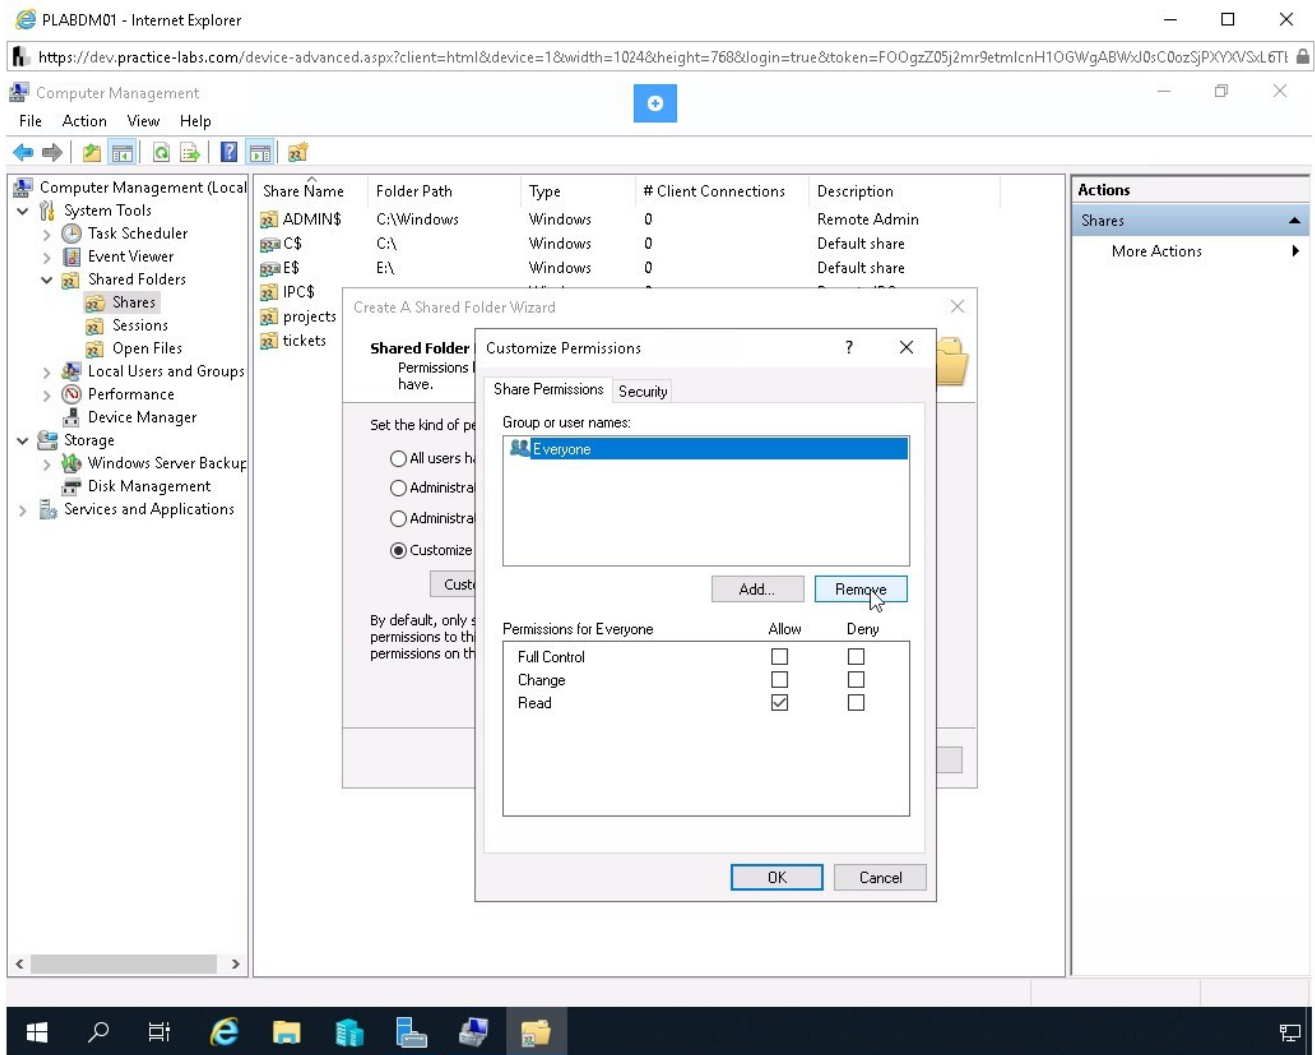 PLABDM01 - Internet Explorer
https://dev.practice-labs.com/device-advanced.aspx?client=html&device=1&width=1024&height=768&login=true&token=
Computer Management
File Action View Help
Computer Management (Local
System Tools
Task Scheduler
Event Viewer
Shared Folders
Shares
Sessions
Open Files
Local Users and Groups
Performance
Device Manager
Storage
Windows Server Backup
Disk Management
Services and Applications
Share Name Folder Path Type # Client Connections Description
ADMIN$ C:\Windows Windows 0 Remote Admin
C$ C:\ Windows 0 Default share
E$ E:\ Windows 0 Default share
IPC$
projects
tickets
Actions
Shares
More Actions
Create A Shared Folder Wizard
Shared Folder
Permissions
have.
Set the kind of pe
All users ha
Administra
Administra
Customize
Custo
By default, only s
permissions to thi
permissions on th
Customize Permissions ?
Share Permissions Security
Group or user names:
Everyone
Add... Remove
Permissions for Everyone Allow Deny
Full Control
Change
Read
OK Cancel